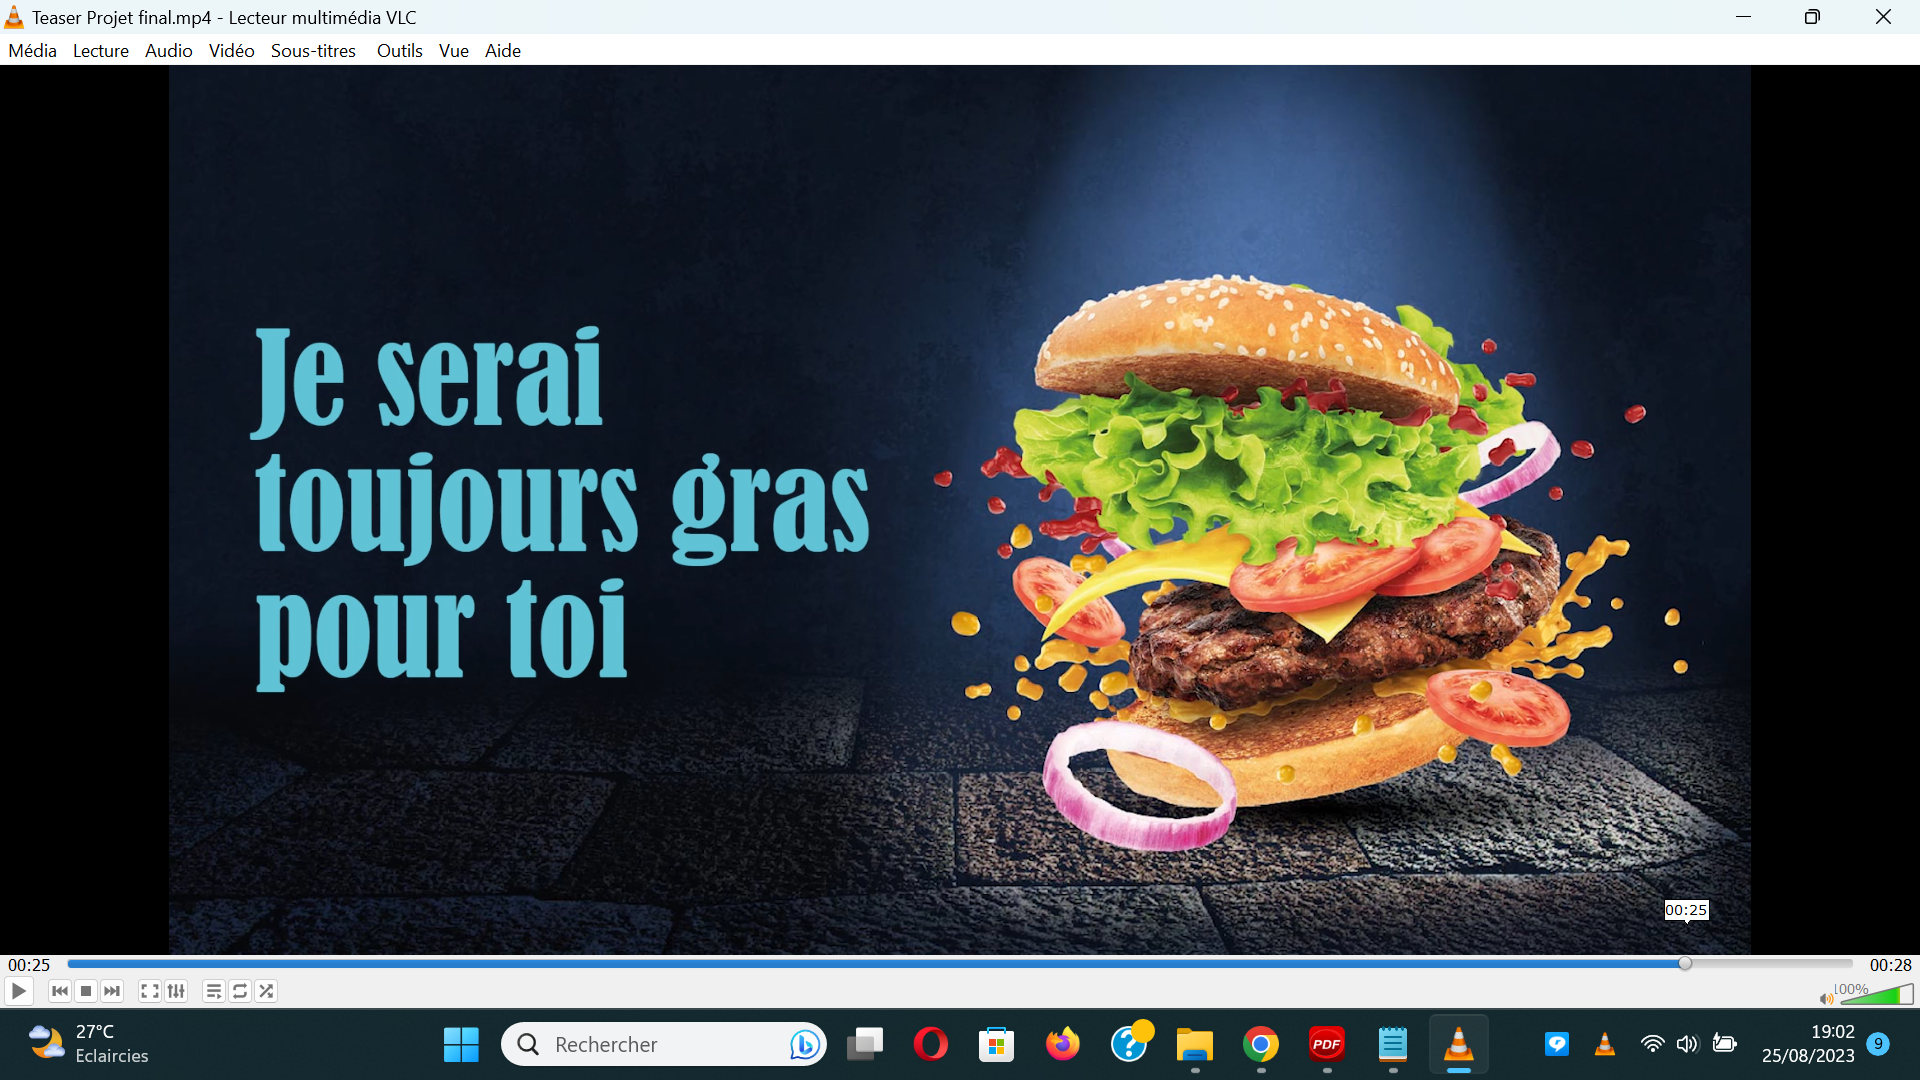 Teaser Projet final.mp4 - Lecteur multimédia VLC
Média Lecture Audio Vidéo Sous-titres Outils Vue Aide
Je serai
toujours gras
pour toi
00:25
00:25
00:28
100%
27°C
Eclaircies
Rechercher
PDF
19:02
25/08/2023
9